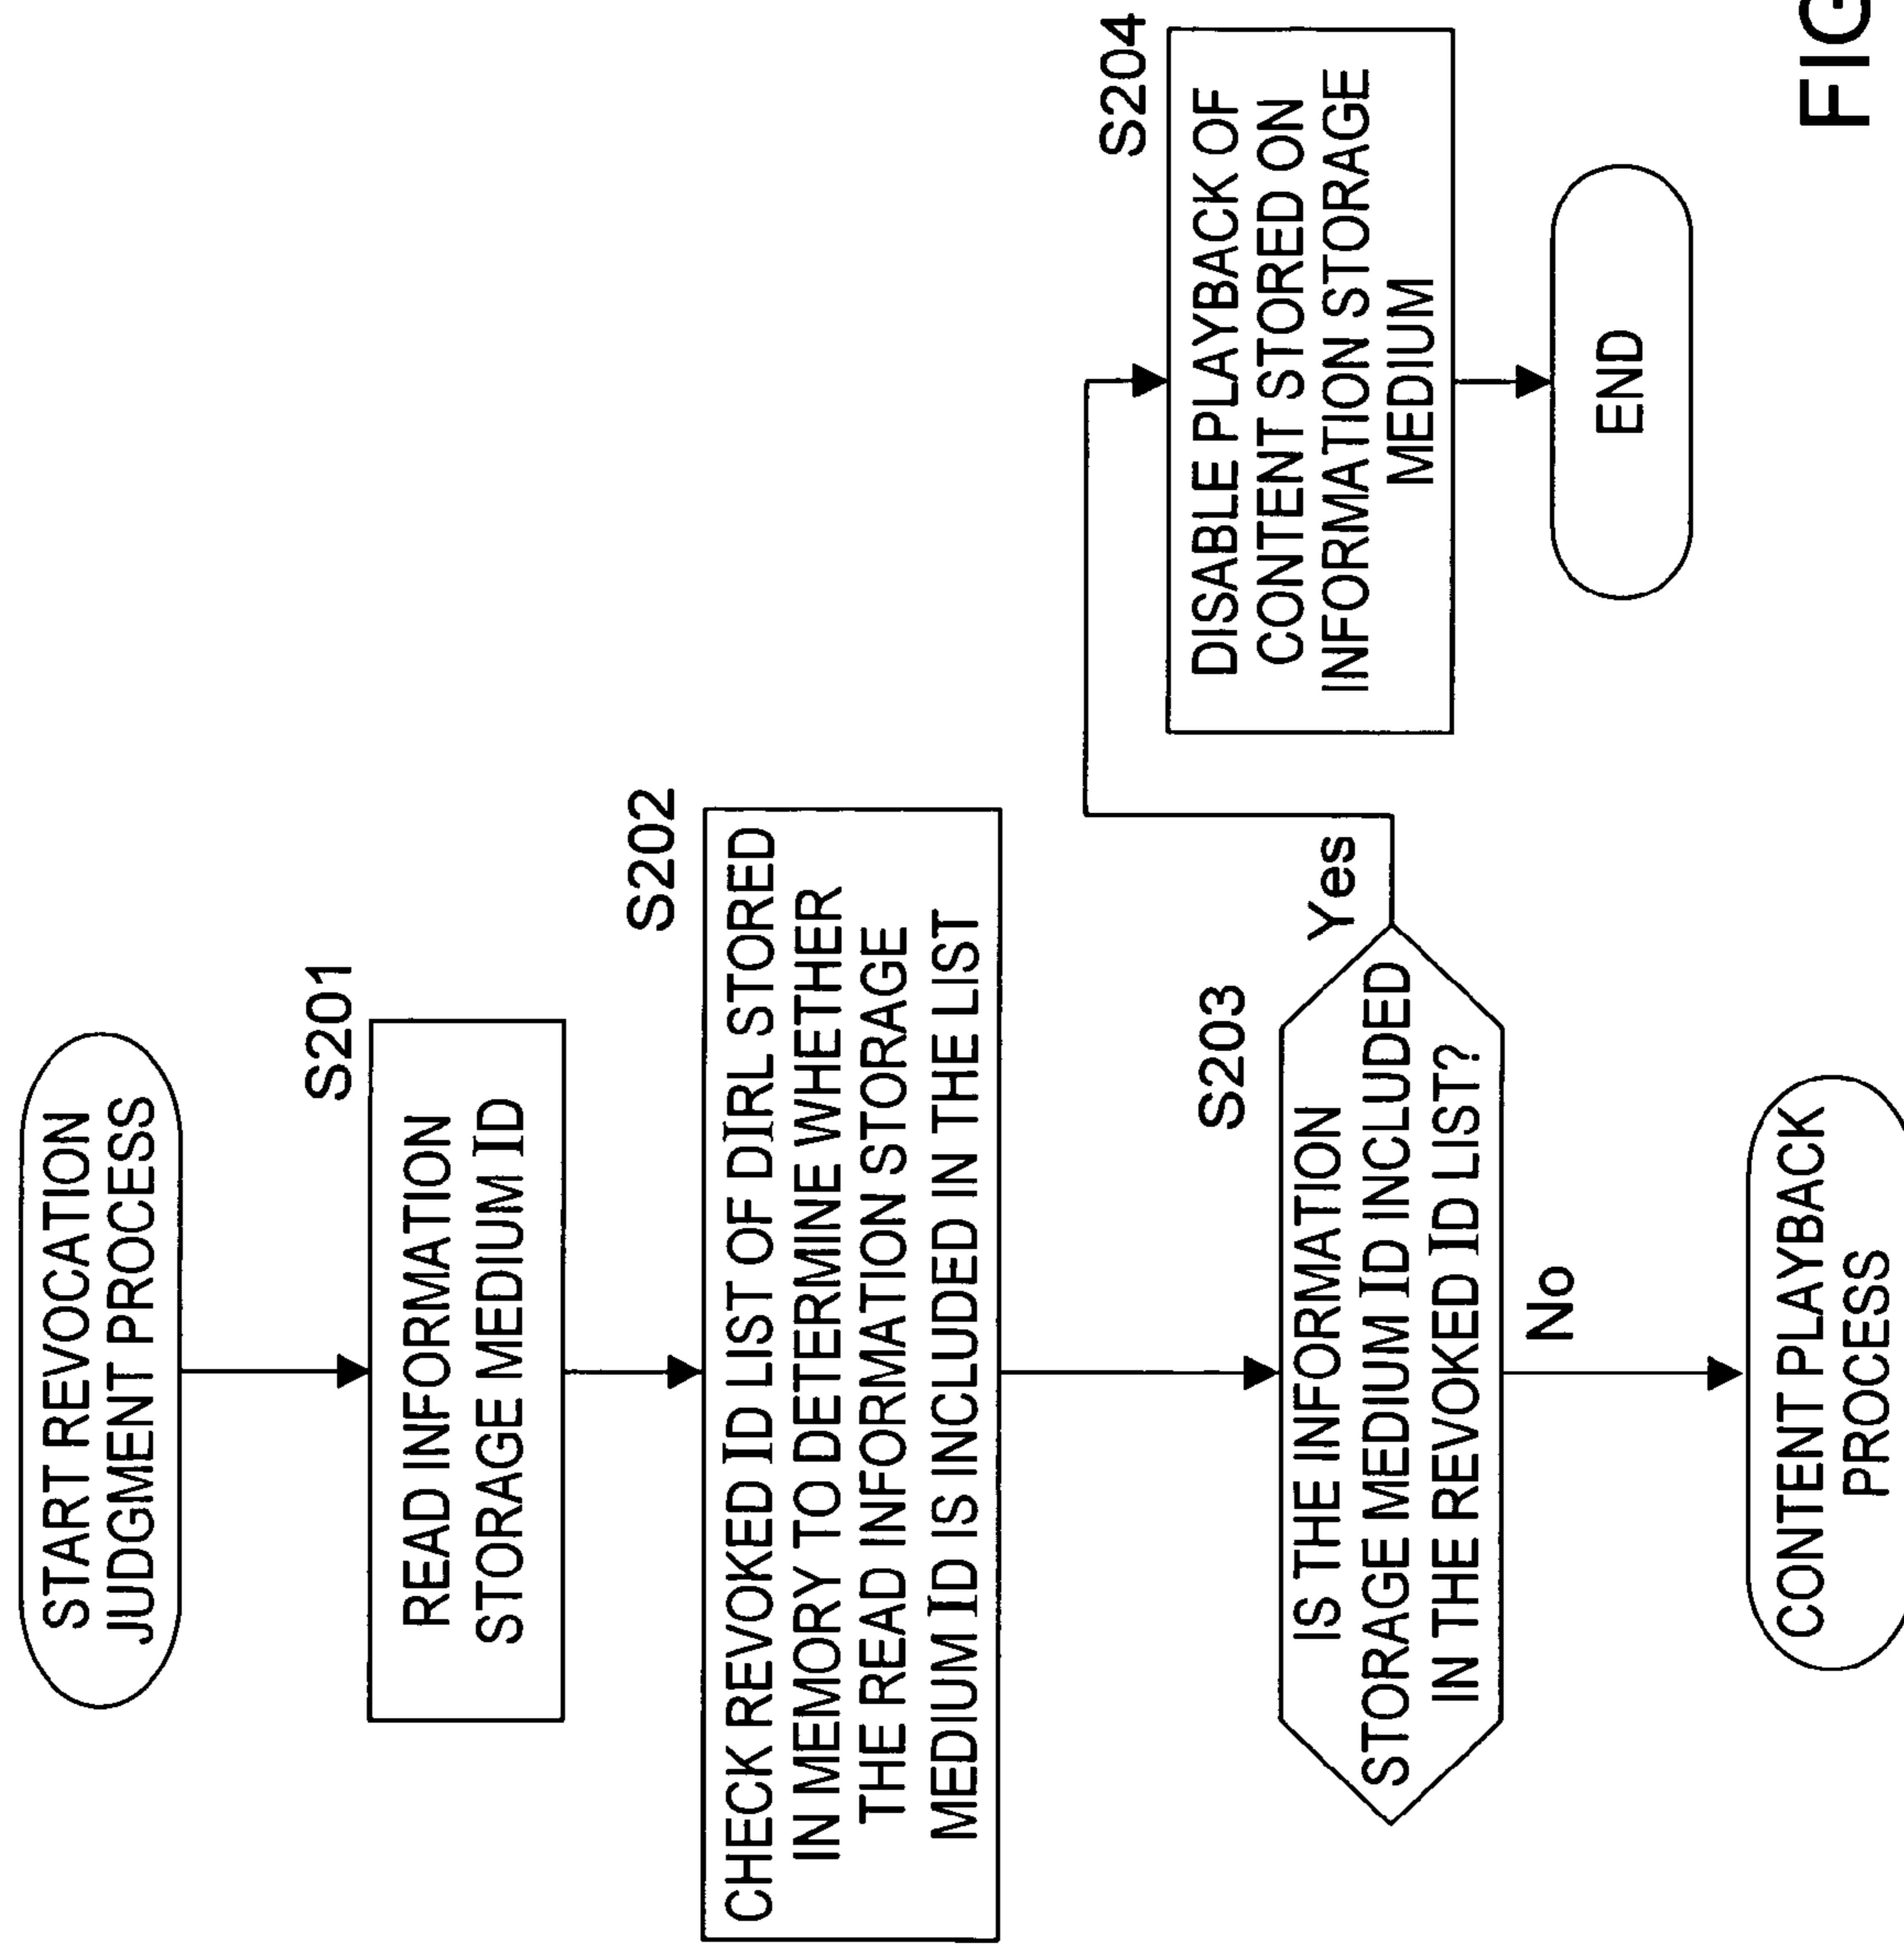 START REVOCATION
JUDGMENT PROCESS
S201
READ INFORMATION
STORAGE MEDIUM ID
S202
CHECK REVOKED ID LIST OF DIRL STORED
IN MEMORY TO DETERMINE WHETHER
THE READ INFORMATION STORAGE
MEDIUM ID IS INCLUDED IN THE LIST
S203
IS THE INFORMATION
STORAGE MEDIUM ID INCLUDED
IN THE REVOKED ID LIST?
Yes
No
S204
DISABLE PLAYBACK OF
CONTENT STORED ON
INFORMATION STORAGE
MEDIUM
END
CONTENT PLAYBACK
PROCESS
FIG